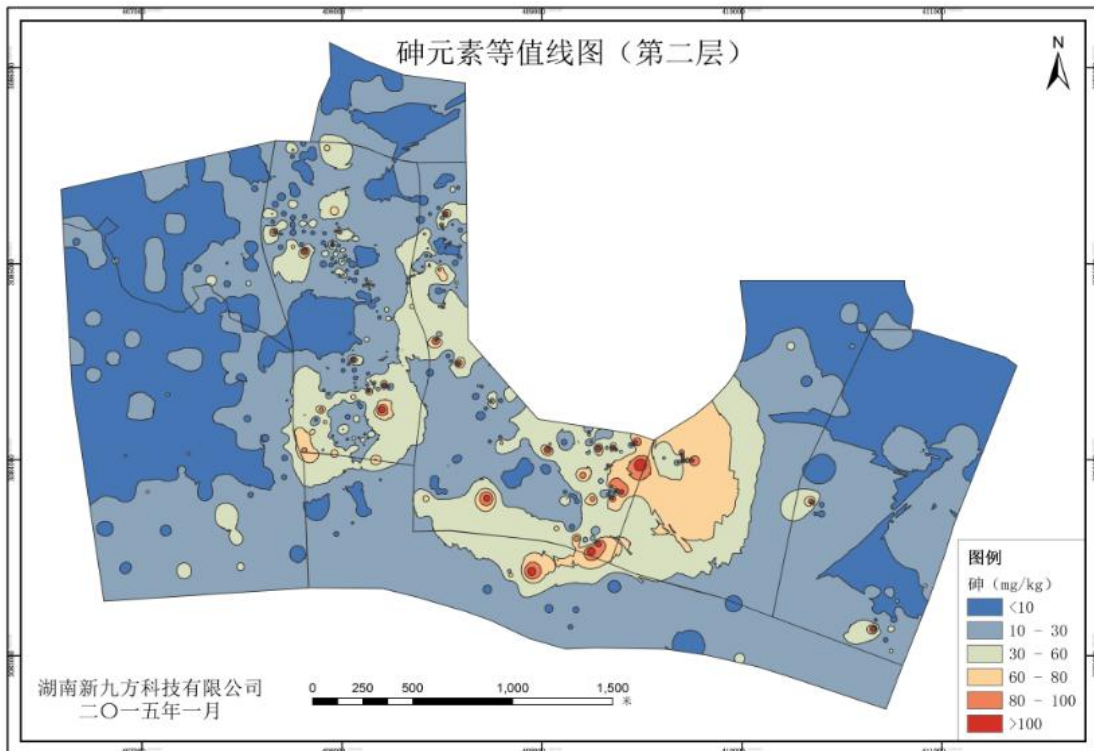 砷元素等值线图（第二层）
N
图例
砷（mg/kg）
<10
10 - 30
30 - 60
60 - 80
80 - 100
>100
湖南新九方科技有限公司
二〇一五年一月
0 250 500 1,000 1,500
米